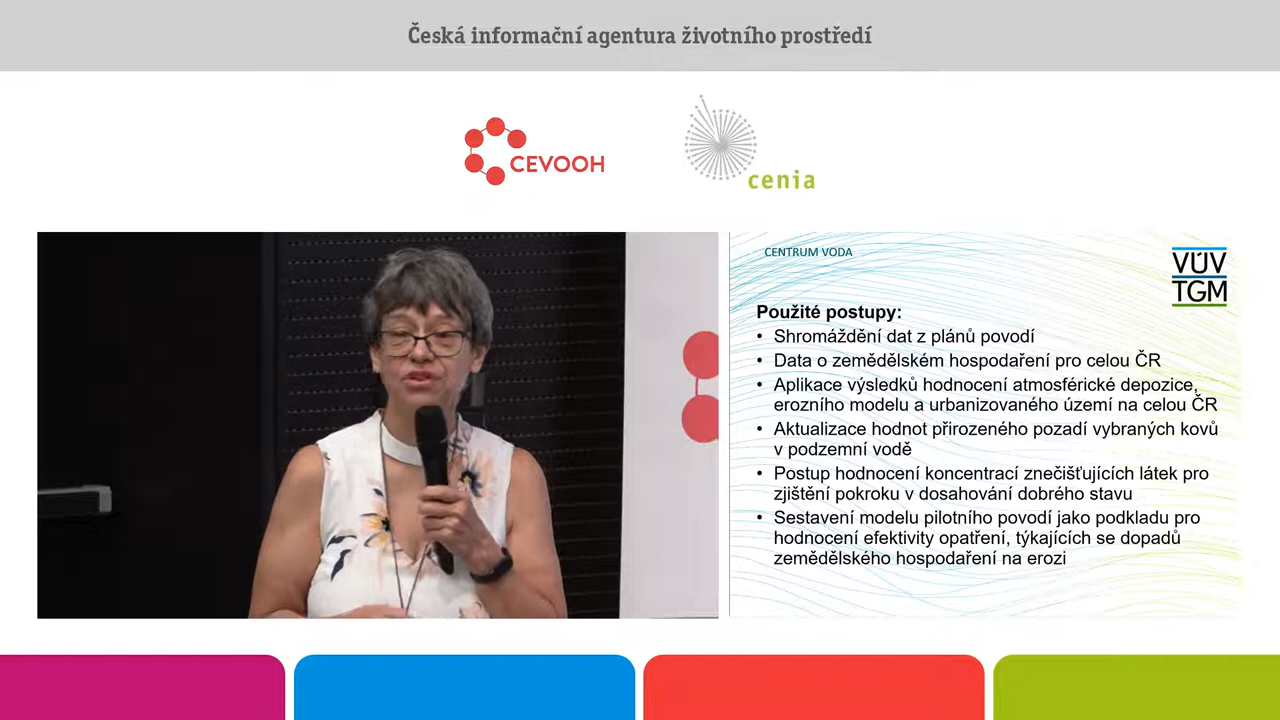 Česká informační agentura životního prostředí
CEVOOH
cenia
CENTRUM VODA
VÚV
TGM
Použité postupy:
• Shromáždění dat z plánů povodí
• Data o zemědělském hospodaření pro celou ČR
• Aplikace výsledků hodnocení atmosférické depozice,
erozního modelu a urbanizovaného území na celou ČR
• Aktualizace hodnot přirozeného pozadí vybraných kovů
v podzemní vodě
• Postup hodnocení koncentrací znečišťujících látek pro
zjištění pokroku v dosahování dobrého stavu
• Sestavení modelu pilotního povodí jako podkladu pro
hodnocení efektivity opatření, týkajících se dopadů
zemědělského hospodaření na erozi